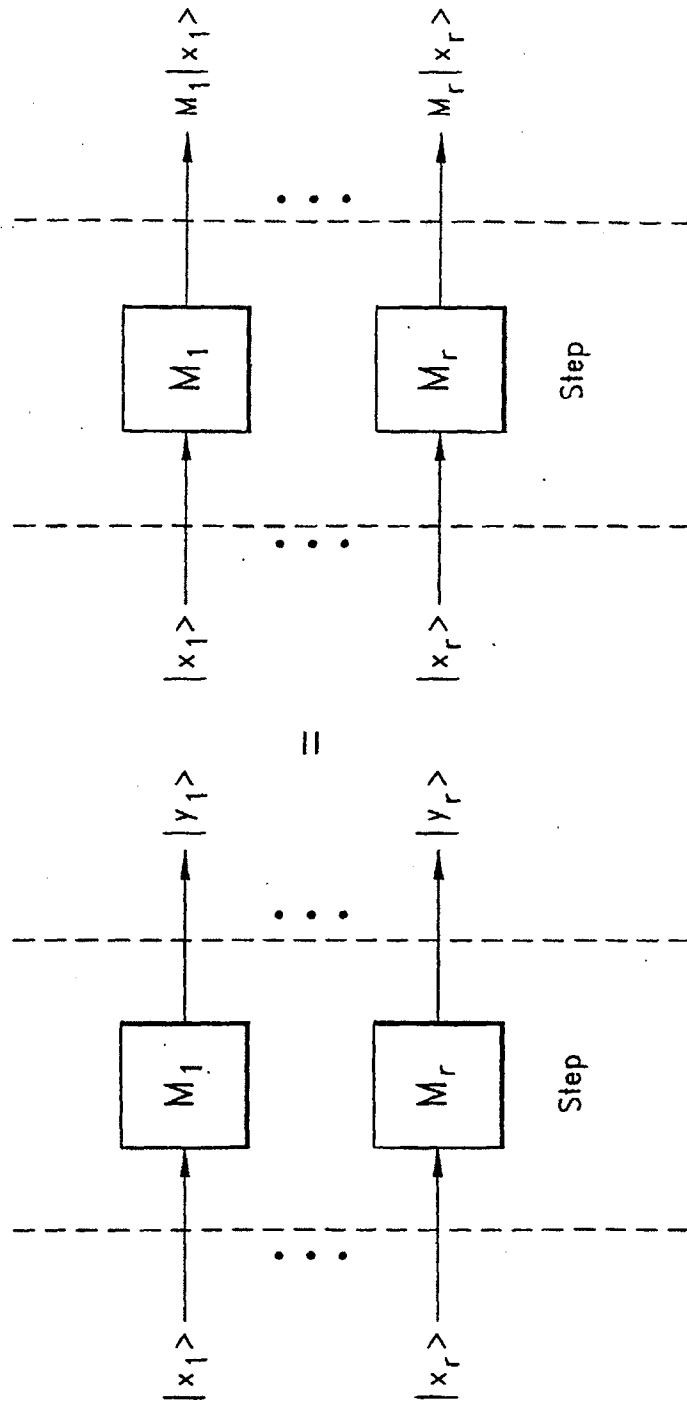 |x₁> M₁ |y₁> = |x₁> M₁ M₁|x₁>
|xᵣ> Mᵣ |yᵣ> |xᵣ> Mᵣ Mᵣ|xᵣ>
Step Step